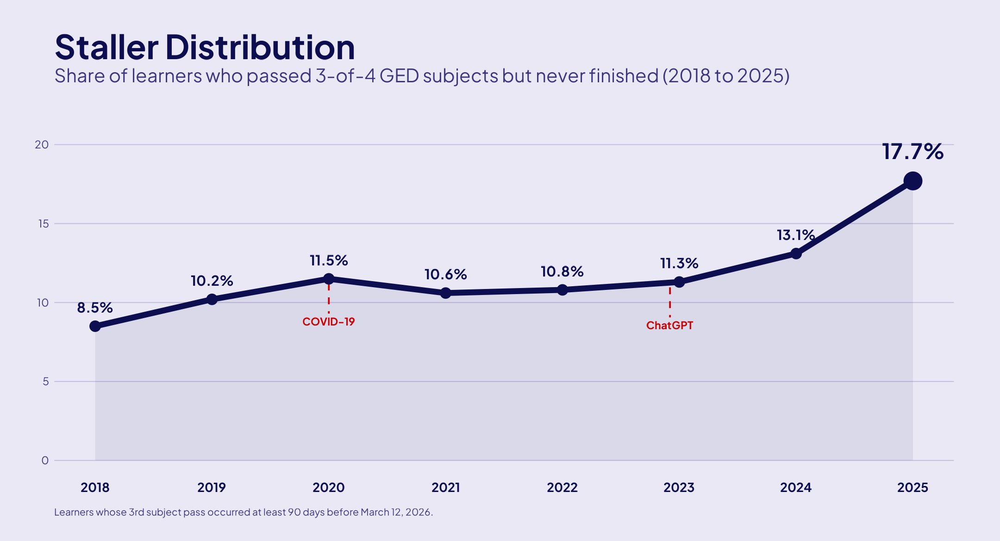 Staller Distribution
Share of learners who passed 3-of-4 GED subjects but never finished (2018 to 2025)
20
17.7%
15
13.1%
11.5%
11.3%
10.6%
10.8%
10.2%
10
8.5%
COVID-19
ChatGPT
5
0
2018 2019 2020 2021 2022 2023 2024 2025
Learners whose 3rd subject pass occurred at least 90 days before March 12, 2026.